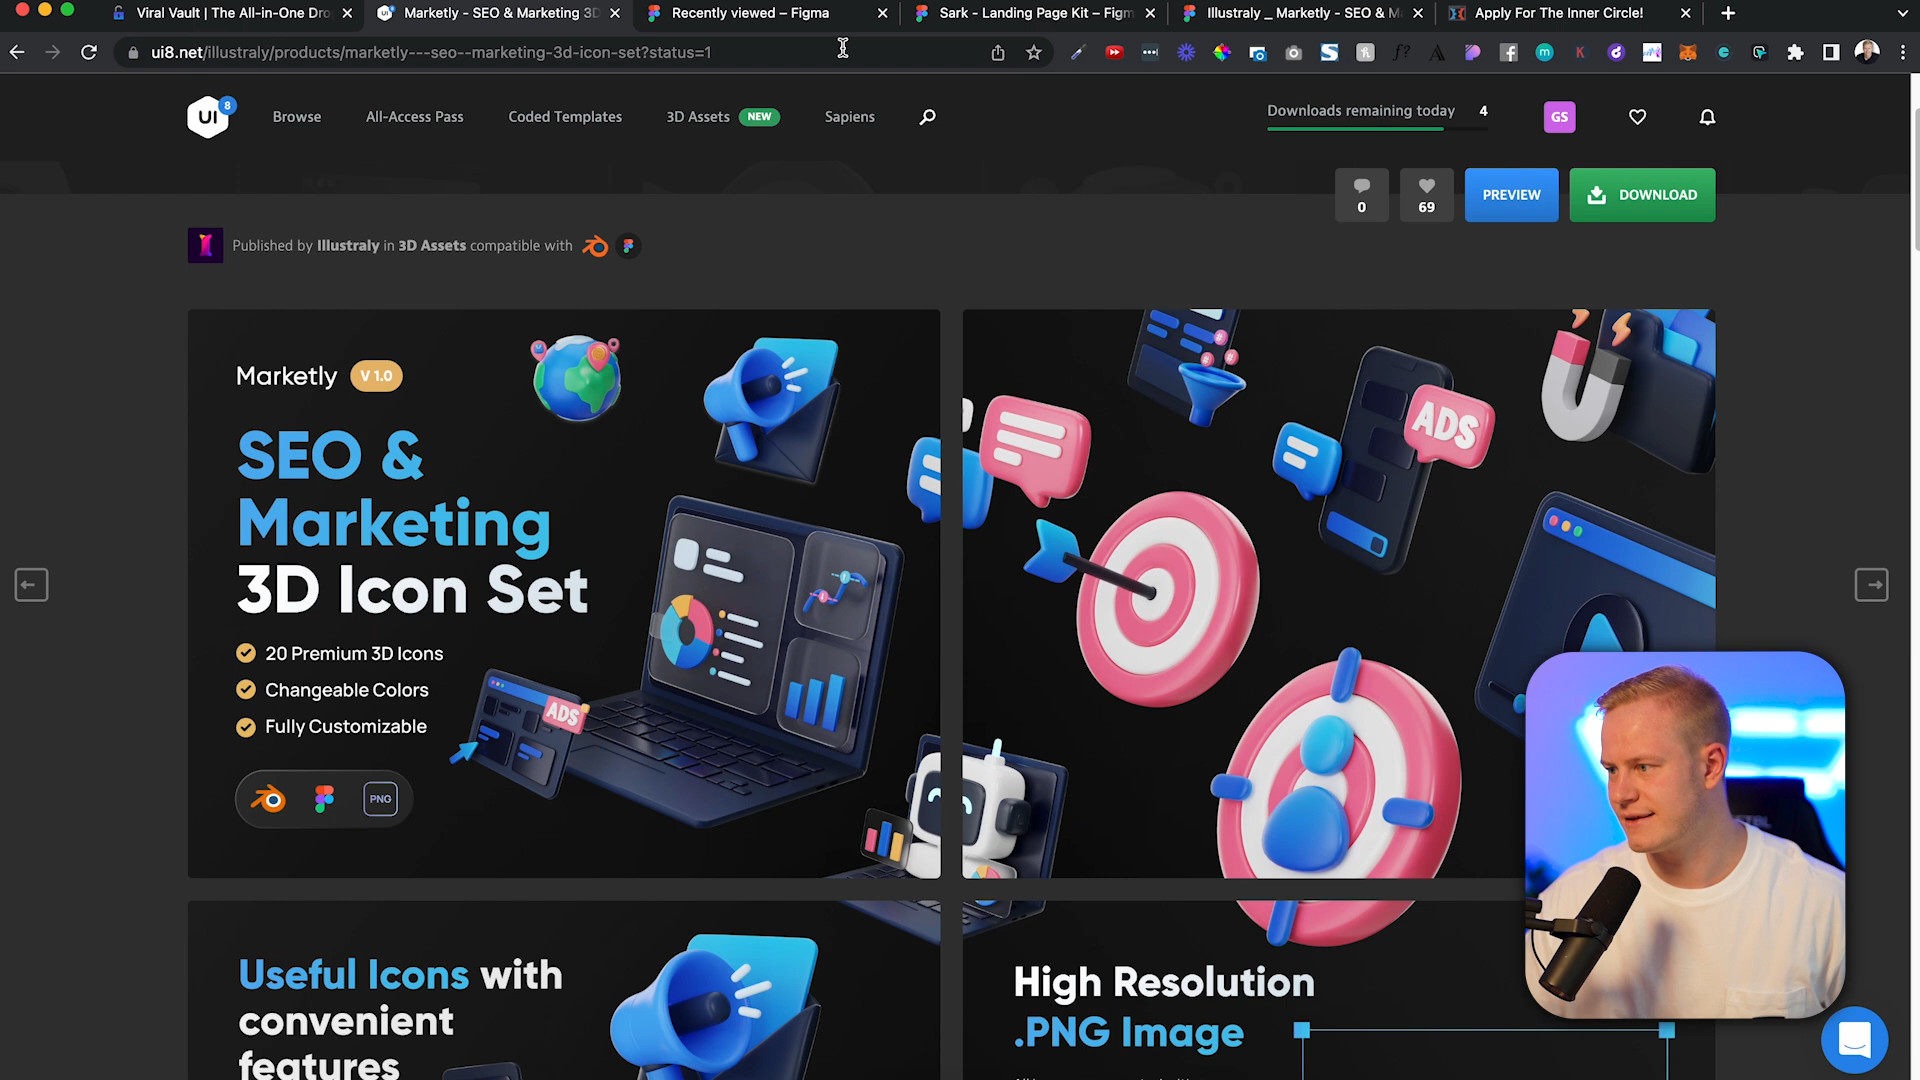 Viral Vault | The All-in-One Dro
Marketly - SEO & Marketing 3D
Recently viewed – Figma
Sark - Landing Page Kit – Figm
Illustraly _ Marketly - SEO & Ma
Apply For The Inner Circle!
ui8.net/illustraly/products/marketly---seo--marketing-3d-icon-set?status=1
UI
8
Browse
All-Access Pass
Coded Templates
3D Assets
NEW
Sapiens
Downloads remaining today 4
GS
0
69
PREVIEW
DOWNLOAD
Published by Illustraly in 3D Assets compatible with
Marketly
V 1.0
SEO &
Marketing
3D Icon Set
20 Premium 3D Icons
Changeable Colors
Fully Customizable
PNG
ADS
ADS
Useful Icons with
convenient
features
High Resolution
.PNG Image